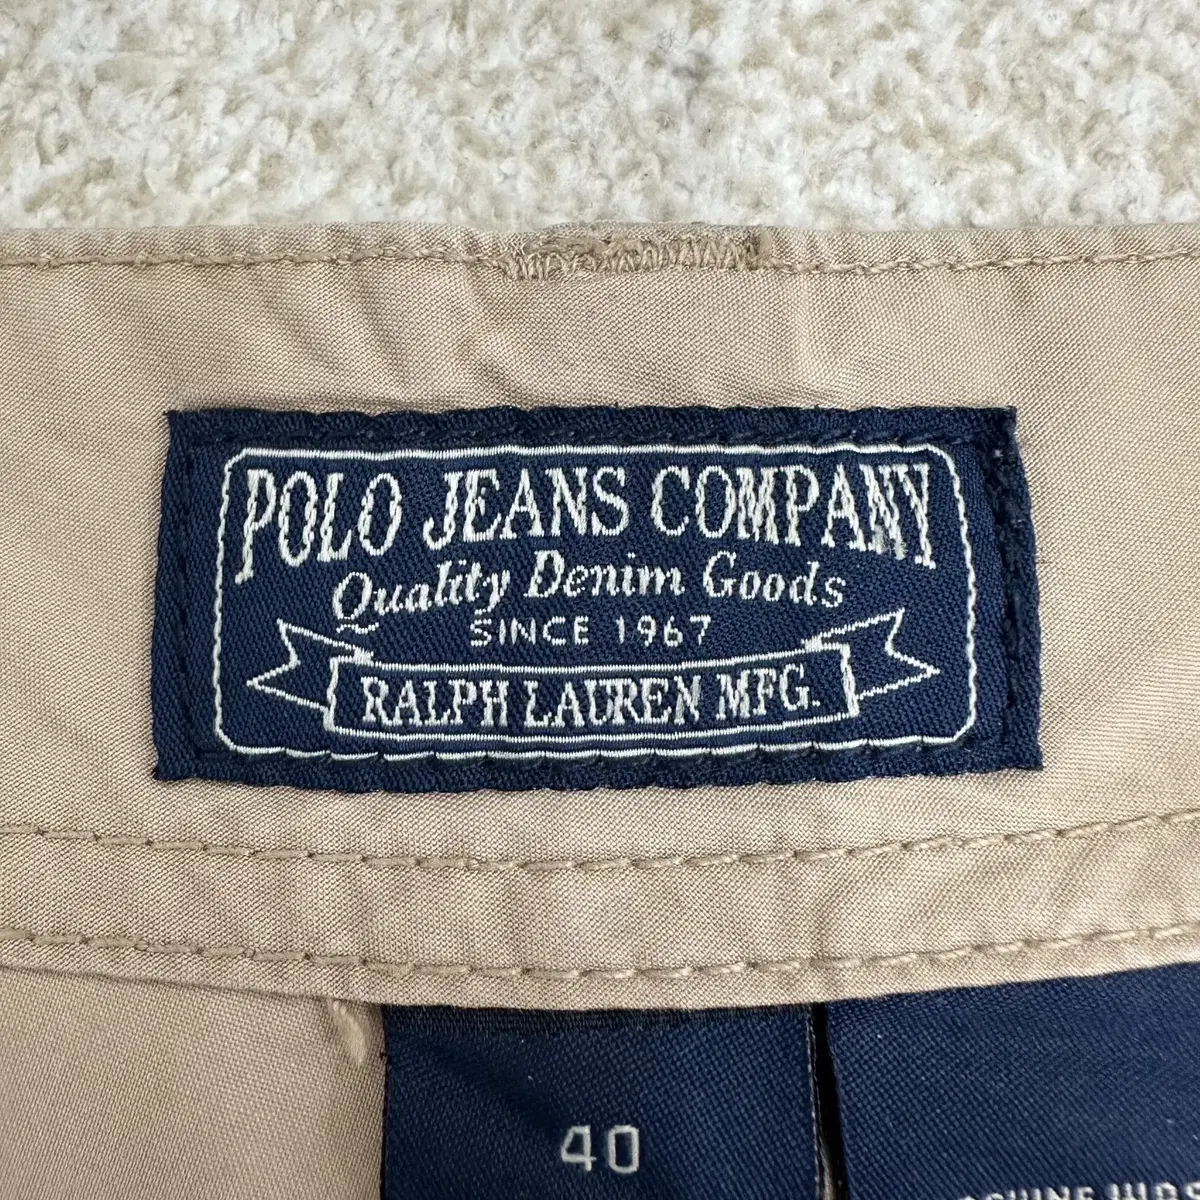 POLO JEANS COMPANY
Quality Denim Goods
SINCE 1967
RALPH LAUREN MFG.
40